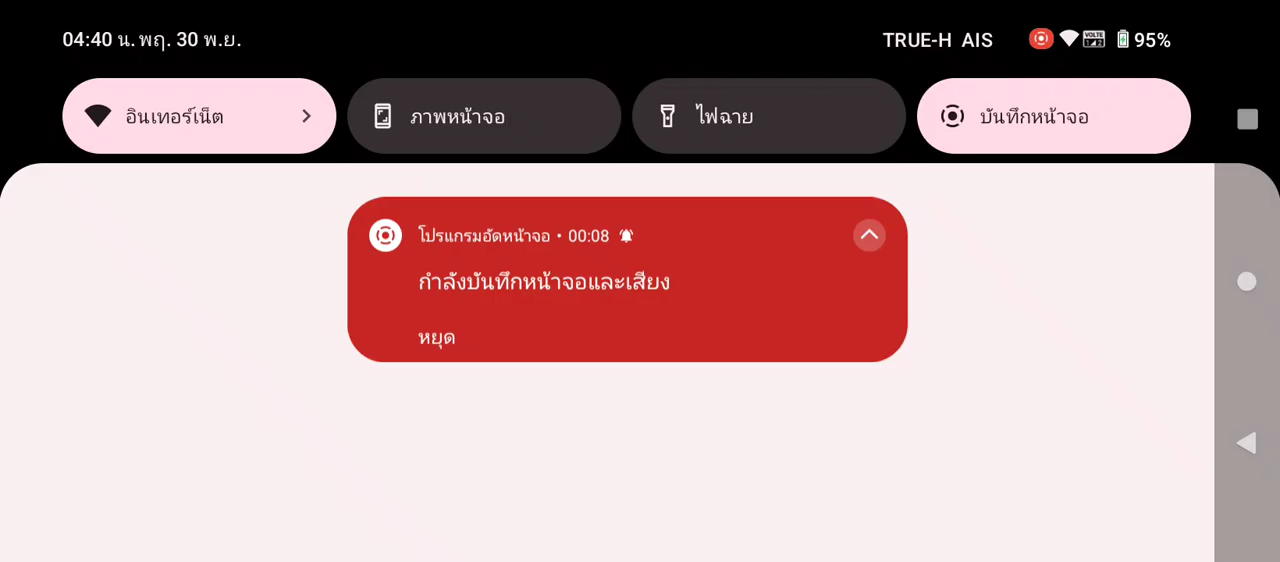 04:40 น. พฤ. 30 พ.ย. TRUE-H AIS VOLTE 1 2 95%
อินเทอร์เน็ต ภาพหน้าจอ ไฟฉาย บันทึกหน้าจอ
โปรแกรมอัดหน้าจอ • 00:08
กำลังบันทึกหน้าจอและเสียง
หยุด